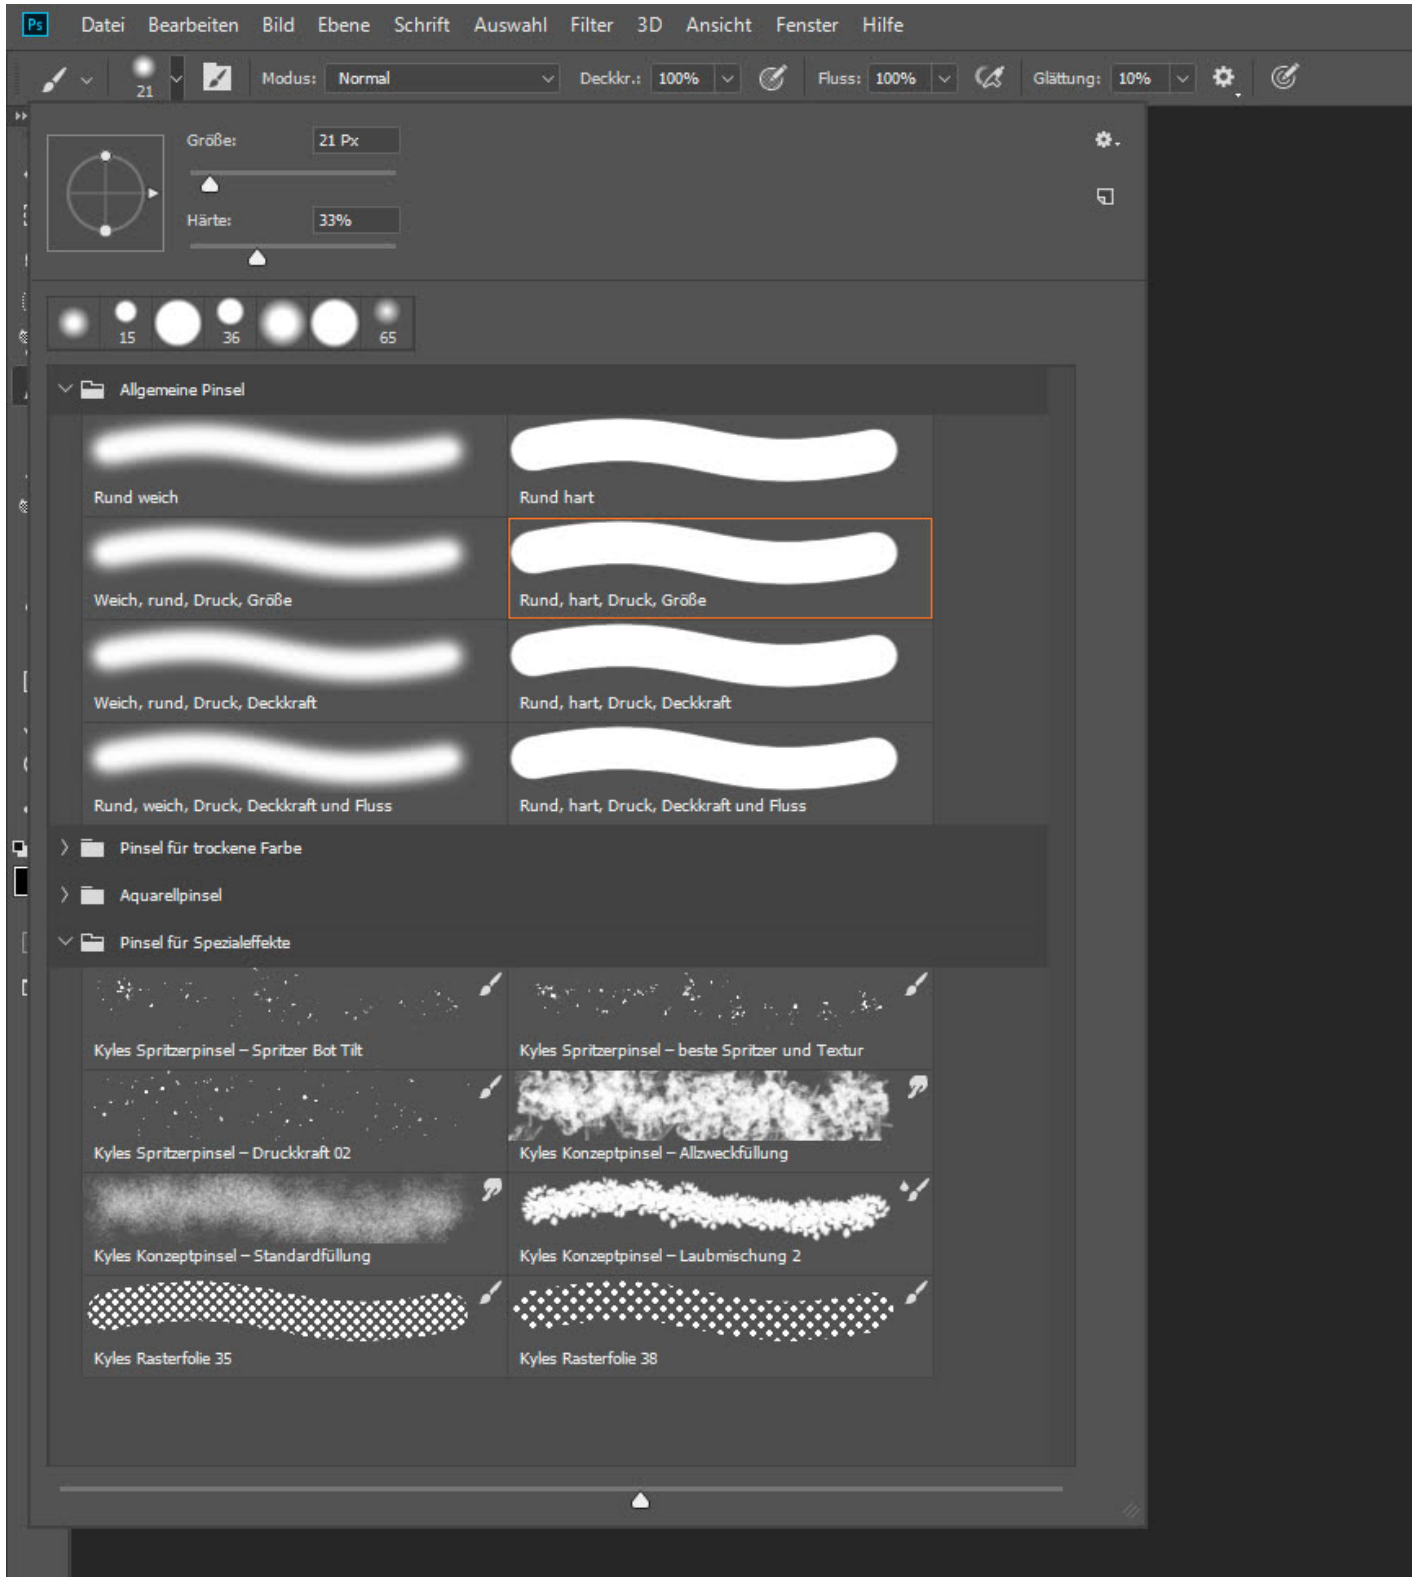 Ps Datei Bearbeiten Bild Ebene Schrift Auswahl Filter 3D Ansicht Fenster Hilfe
21 Modus: Normal Deckkr.: 100% Fluss: 100% Glättung: 10%
Größe: 21 Px
Härte: 33%
15 36 65
Allgemeine Pinsel
Rund weich Rund hart
Weich, rund, Druck, Größe Rund, hart, Druck, Größe
Weich, rund, Druck, Deckkraft Rund, hart, Druck, Deckkraft
Rund, weich, Druck, Deckkraft und Fluss Rund, hart, Druck, Deckkraft und Fluss
Pinsel für trockene Farbe
Aquarellpinsel
Pinsel für Spezialeffekte
Kyles Spritzerpinsel – Spritzer Bot Tilt Kyles Spritzerpinsel – beste Spritzer und Textur
Kyles Spritzerpinsel – Druckkraft 02 Kyles Konzeptpinsel – Allzweckfüllung
Kyles Konzeptpinsel – Standardfüllung Kyles Konzeptpinsel – Laubmischung 2
Kyles Rasterfolie 35 Kyles Rasterfolie 38